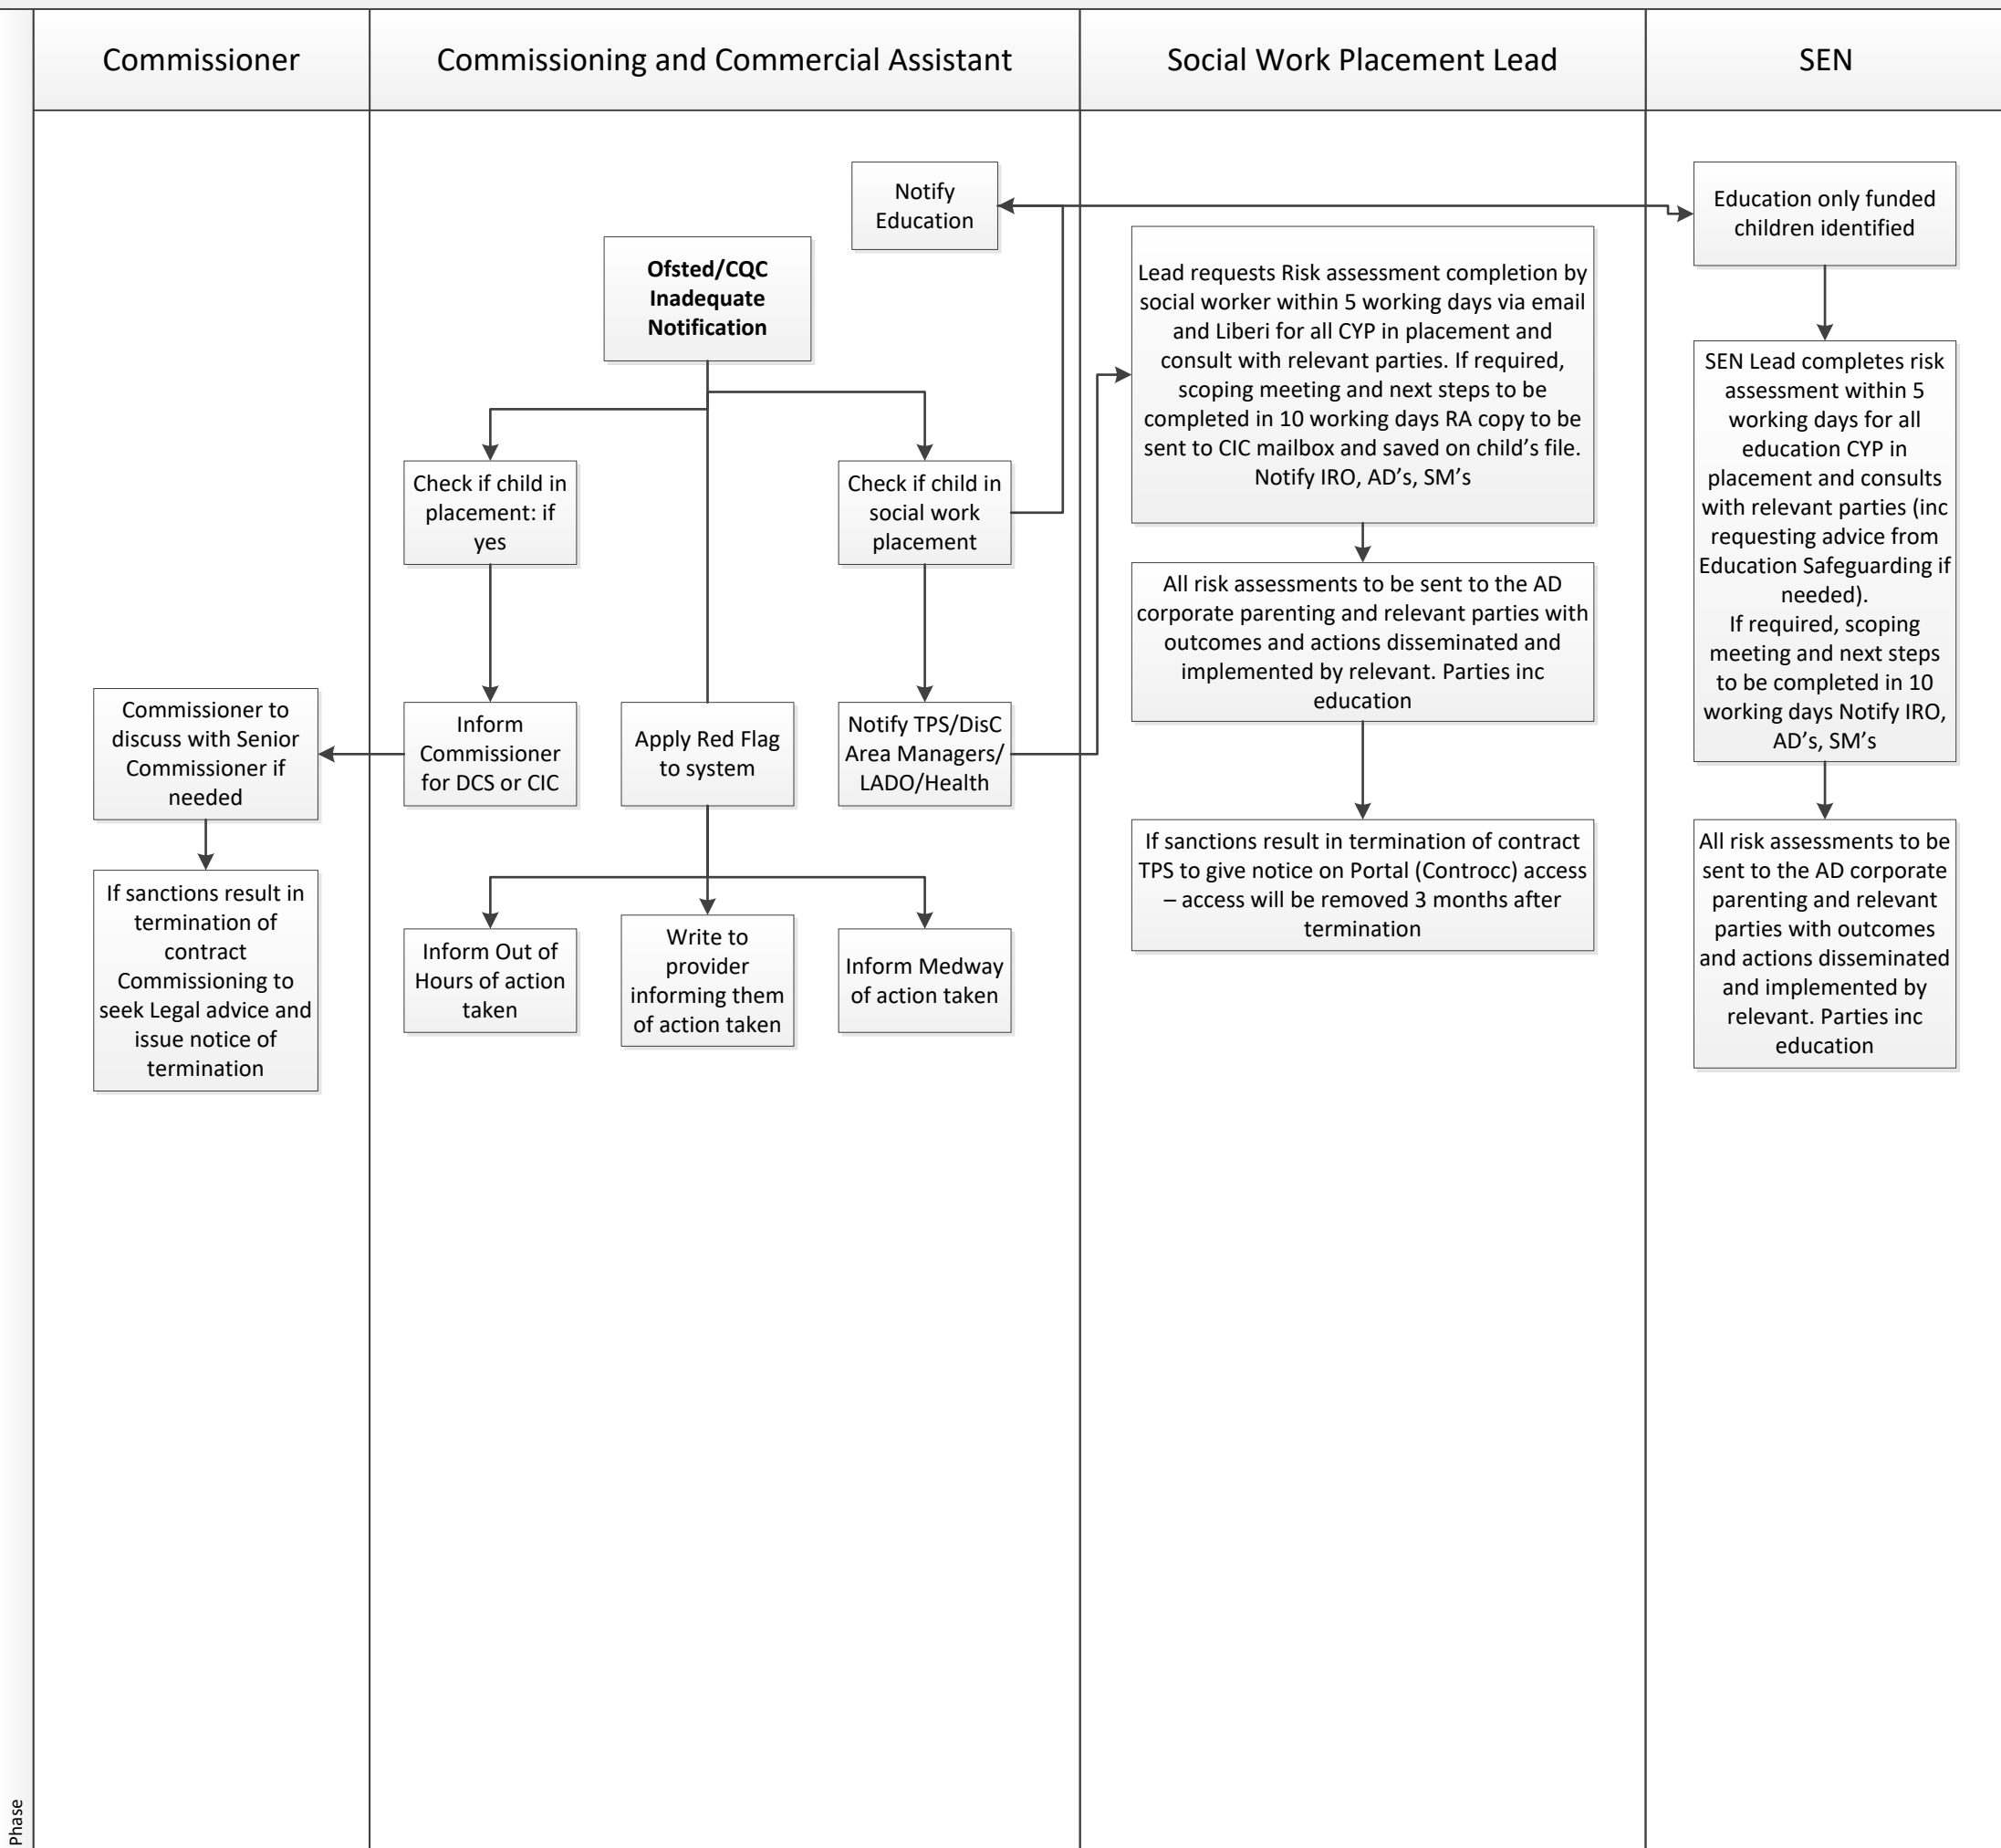 Commissioner
Commissioning and Commercial Assistant
Social Work Placement Lead
SEN
Notify
Education
Ofsted/CQC
Inadequate
Notification
Check if child in
placement: if
yes
Check if child in
social work
placement
Commissioner to
discuss with Senior
Commissioner if
needed
Inform
Commissioner
for DCS or CIC
Apply Red Flag
to system
Notify TPS/DisC
Area Managers/
LADO/Health
If sanctions result in
termination of
contract
Commissioning to
seek Legal advice and
issue notice of
termination
Inform Out of
Hours of action
taken
Write to
provider
informing them
of action taken
Inform Medway
of action taken
Lead requests Risk assessment completion by
social worker within 5 working days via email
and Liberi for all CYP in placement and
consult with relevant parties. If required,
scoping meeting and next steps to be
completed in 10 working days RA copy to be
sent to CIC mailbox and saved on child’s file.
Notify IRO, AD’s, SM’s
All risk assessments to be sent to the AD
corporate parenting and relevant parties with
outcomes and actions disseminated and
implemented by relevant. Parties inc
education
If sanctions result in termination of contract
TPS to give notice on Portal (Controcc) access
– access will be removed 3 months after
termination
Education only funded
children identified
SEN Lead completes risk
assessment within 5
working days for all
education CYP in
placement and consults
with relevant parties (inc
requesting advice from
Education Safeguarding if
needed).
If required, scoping
meeting and next steps
to be completed in 10
working days Notify IRO,
AD’s, SM’s
All risk assessments to be
sent to the AD corporate
parenting and relevant
parties with outcomes
and actions disseminated
and implemented by
relevant. Parties inc
education
Phase